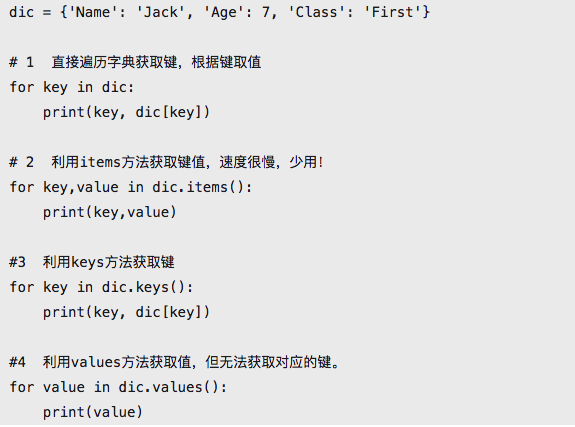 dic = {'Name': 'Jack', 'Age': 7, 'Class': 'First'}
# 1  直接遍历字典获取键，根据键取值
for key in dic:
    print(key, dic[key])
# 2  利用items方法获取键值，速度很慢，少用！
for key,value in dic.items():
    print(key,value)
#3  利用keys方法获取键
for key in dic.keys():
    print(key, dic[key])
#4  利用values方法获取值，但无法获取对应的键。
for value in dic.values():
    print(value)